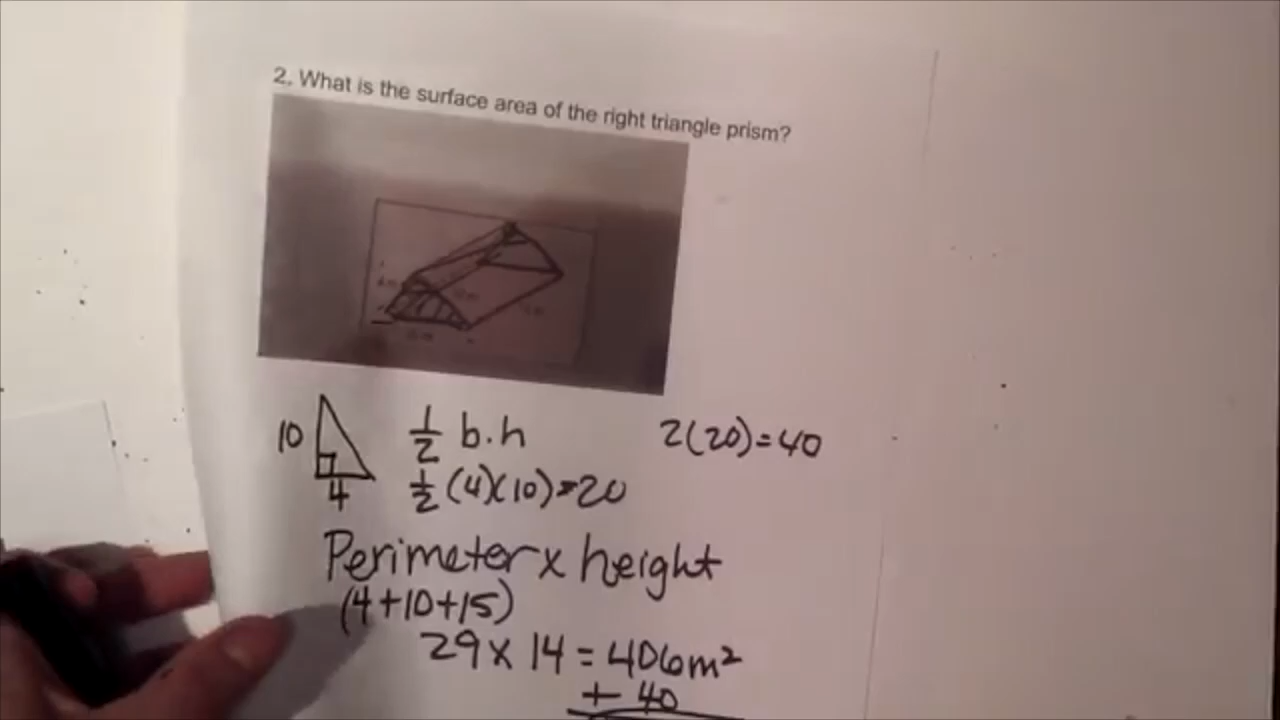 2. What is the surface area of the right triangle prism?
10
4
1/2 b.h
1/2 (4)(10)=20
2(20)=40
Perimeter x height
(4+10+15)
29 x 14 = 406m²
+ 40